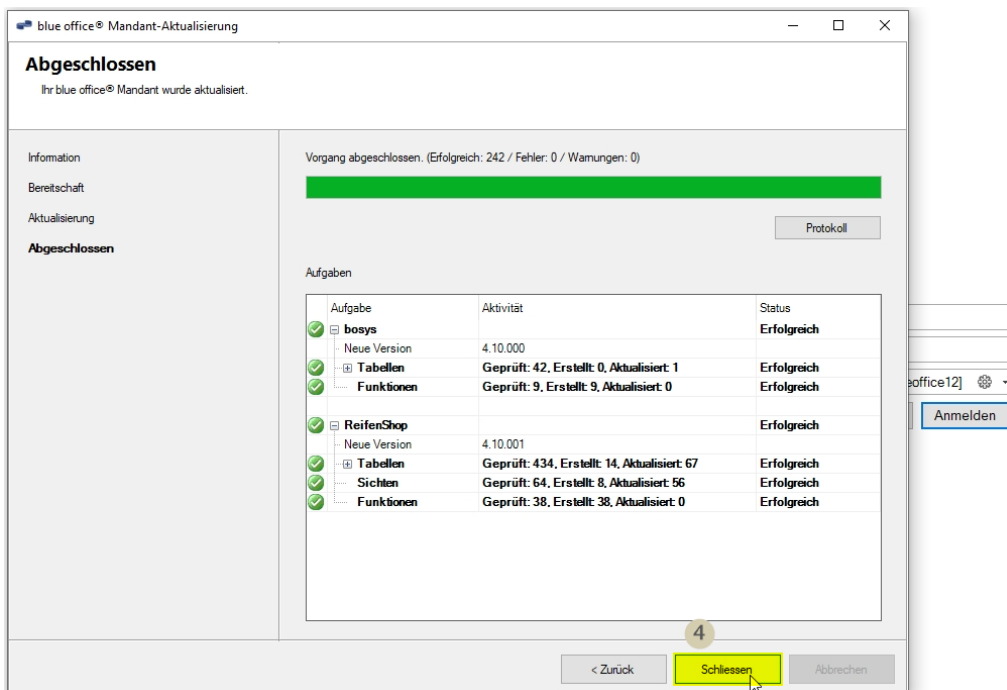 blue office® Mandant-Aktualisierung
Abgeschlossen
Ihr blue office® Mandant wurde aktualisiert.
Information
Bereitschaft
Aktualisierung
Abgeschlossen
Vorgang abgeschlossen. (Erfolgreich: 242 / Fehler: 0 / Warnungen: 0)
Protokoll
Aufgaben
Aufgabe Aktivität Status
bosys Erfolgreich
Neue Version 4.10.000
Tabellen Geprüft: 42, Erstellt: 0, Aktualisiert: 1 Erfolgreich
Funktionen Geprüft: 9, Erstellt: 9, Aktualisiert: 0 Erfolgreich
ReifenShop Erfolgreich
Neue Version 4.10.001
Tabellen Geprüft: 434, Erstellt: 14, Aktualisiert: 67 Erfolgreich
Sichten Geprüft: 64, Erstellt: 8, Aktualisiert: 56 Erfolgreich
Funktionen Geprüft: 38, Erstellt: 38, Aktualisiert: 0 Erfolgreich
eoffice12]
Anmelden
4
< Zurück Schliessen Abbrechen